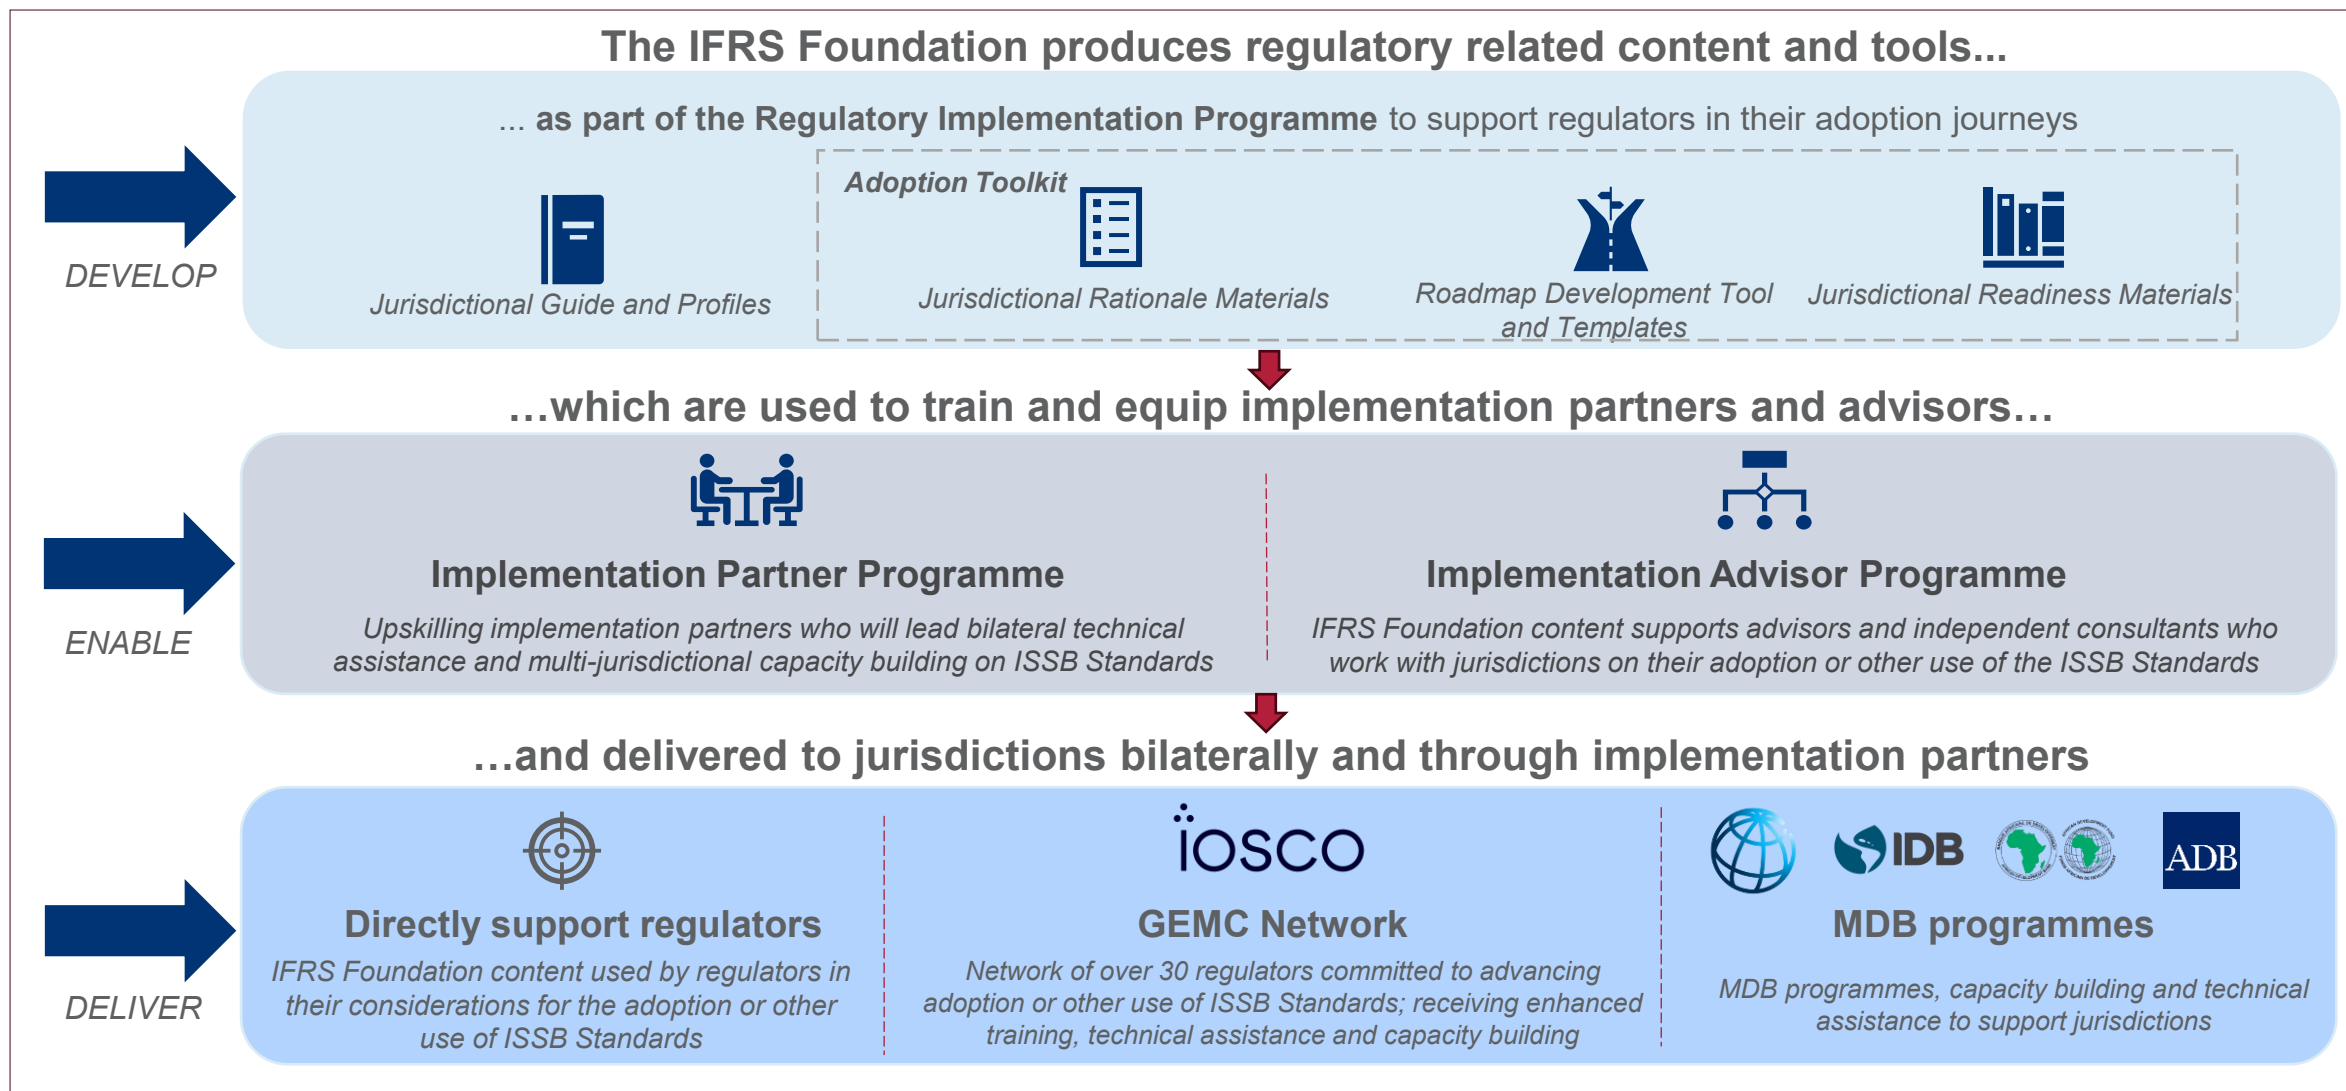 The IFRS Foundation produces regulatory related content and tools...
... as part of the Regulatory Implementation Programme to support regulators in their adoption journeys
Adoption Toolkit
DEVELOP
Jurisdictional Guide and Profiles
Jurisdictional Rationale Materials
Roadmap Development Tool
and Templates
Jurisdictional Readiness Materials
…which are used to train and equip implementation partners and advisors…
ENABLE
Implementation Partner Programme
Upskilling implementation partners who will lead bilateral technical
assistance and multi-jurisdictional capacity building on ISSB Standards
Implementation Advisor Programme
IFRS Foundation content supports advisors and independent consultants who
work with jurisdictions on their adoption or other use of the ISSB Standards
…and delivered to jurisdictions bilaterally and through implementation partners
DELIVER
Directly support regulators
IFRS Foundation content used by regulators in
their considerations for the adoption or other
use of ISSB Standards
iosco
GEMC Network
Network of over 30 regulators committed to advancing
adoption or other use of ISSB Standards; receiving enhanced
training, technical assistance and capacity building
IDB
ADB
MDB programmes
MDB programmes, capacity building and technical
assistance to support jurisdictions